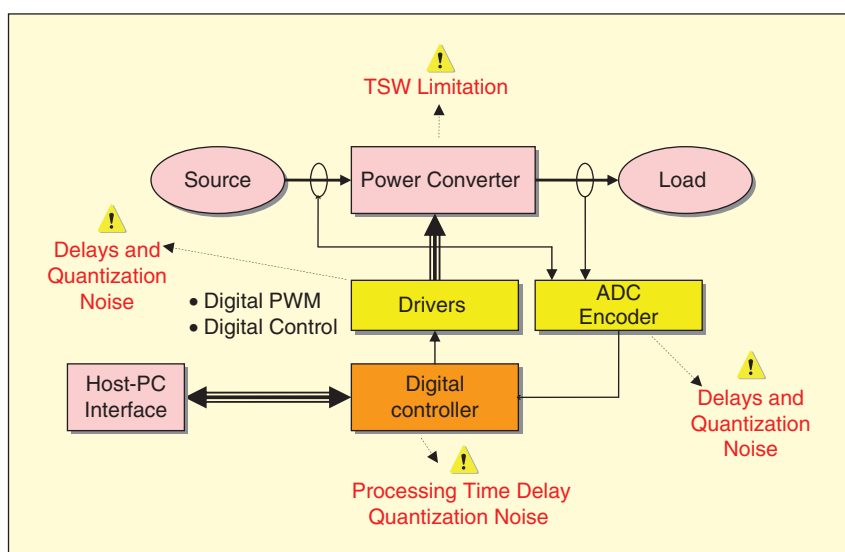 !
TSW Limitation
Source
Power Converter
Load
!
Delays and
Quantization
Noise
• Digital PWM
• Digital Control
Drivers
ADC
Encoder
Host-PC
Interface
Digital
controller
!
Delays and
Quantization
Noise
!
Processing Time Delay
Quantization Noise